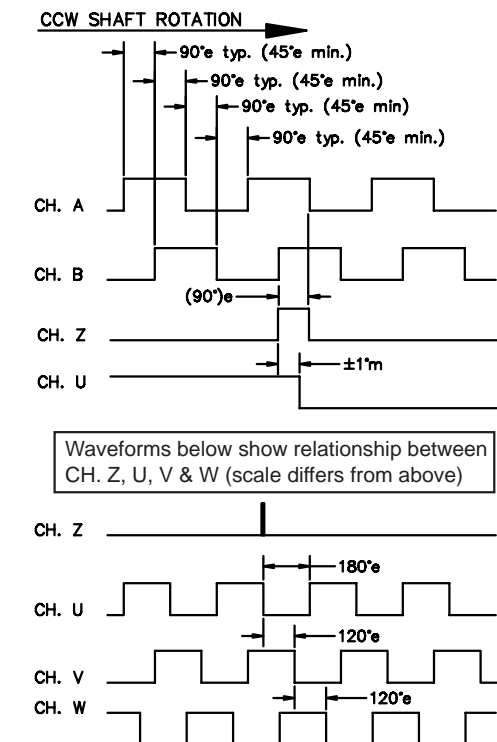 CCW SHAFT ROTATION
90°e typ. (45°e min.)
90°e typ. (45°e min.)
90°e typ. (45°e min)
90°e typ. (45°e min.)
CH. A
CH. B
(90°)e
CH. Z
±1°m
CH. U
Waveforms below show relationship between
CH. Z, U, V & W (scale differs from above)
CH. Z
180°e
CH. U
120°e
CH. V
120°e
CH. W